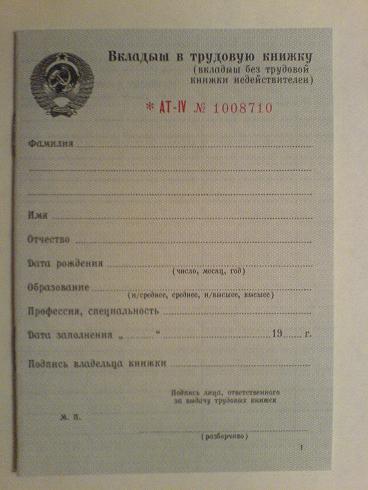 Вкладыш в трудовую книжку
(вкладыш без трудовой
книжки недействителен)
* АТ-IV № 1008710
Фамилия
Имя
Отчество
Дата рождения
(число, месяц, год)
Образование
(н/среднее, среднее, н/высшее, высшее)
Профессия, специальность
Дата заполнения „ “ 19 г.
Подпись владельца книжки
Подпись лица, ответственного
за выдачу трудовых книжек
М. П.
(разборчиво)
1